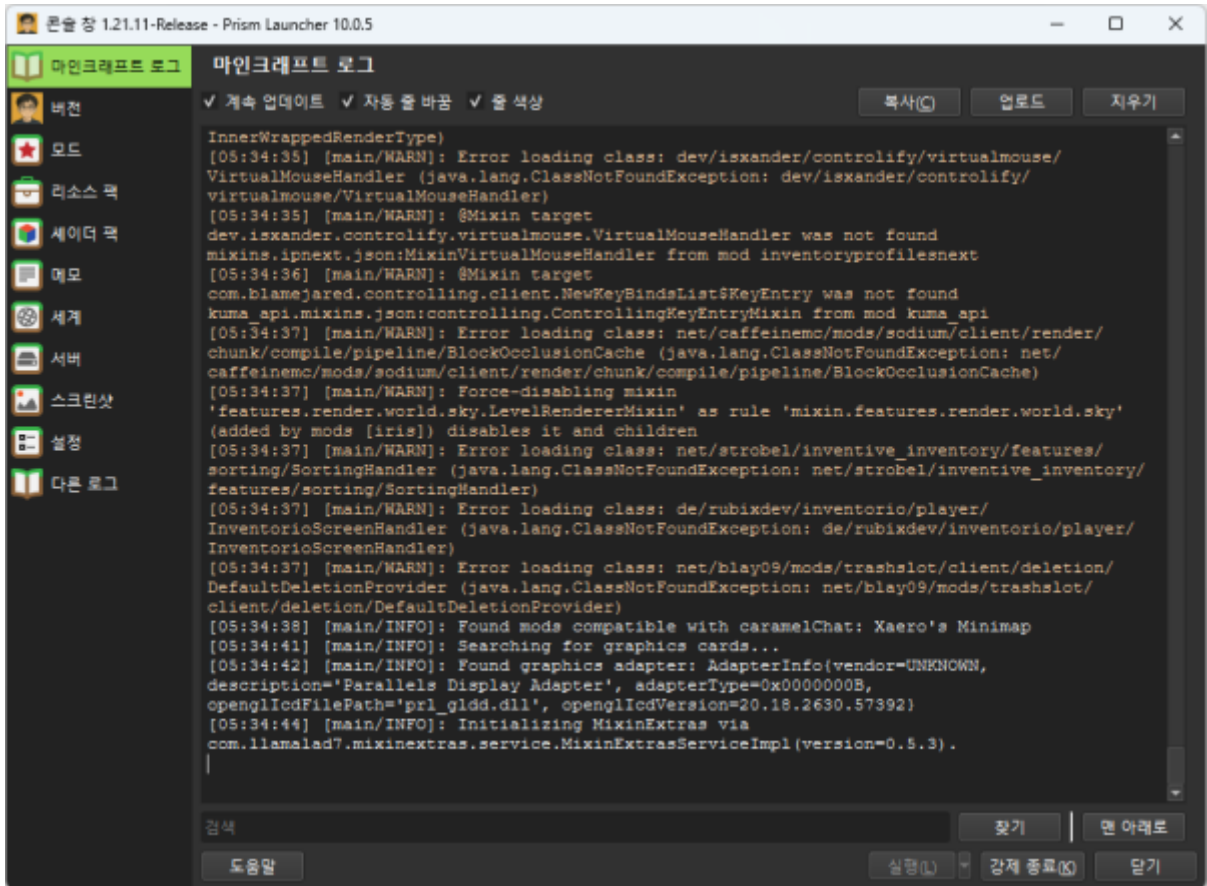 콘솔 창 1.21.11-Release - Prism Launcher 10.0.5
마인크래프트 로그
버전
모드
리소스 팩
셰이더 팩
메모
세계
서버
스크린샷
설정
다른 로그
마인크래프트 로그
계속 업데이트 자동 줄 바꿈 줄 색상 복사(C) 업로드 지우기
InnerWrappedRenderType)
[05:34:35] [main/WARN]: Error loading class: dev/isxander/controlify/virtualmouse/
VirtualMouseHandler (java.lang.ClassNotFoundException: dev/isxander/controlify/
virtualmouse/VirtualMouseHandler)
[05:34:35] [main/WARN]: @Mixin target
dev.isxander.controlify.virtualmouse.VirtualMouseHandler was not found
mixins.ipnext.json:MixinVirtualMouseHandler from mod inventoryprofilesnext
[05:34:36] [main/WARN]: @Mixin target
com.blamejared.controlling.client.NewKeyBindsList$KeyEntry was not found
kuma_api.mixins.json:controlling.ControllingKeyEntryMixin from mod kuma_api
[05:34:37] [main/WARN]: Error loading class: net/caffeinemc/mods/sodium/client/render/
chunk/compile/pipeline/BlockOcclusionCache (java.lang.ClassNotFoundException: net/
caffeinemc/mods/sodium/client/render/chunk/compile/pipeline/BlockOcclusionCache)
[05:34:37] [main/WARN]: Force-disabling mixin
'features.render.world.sky.LevelRendererMixin' as rule 'mixin.features.render.world.sky'
(added by mods [iris]) disables it and children
[05:34:37] [main/WARN]: Error loading class: net/strobel/inventive_inventory/features/
sorting/SortingHandler (java.lang.ClassNotFoundException: net/strobel/inventive_inventory/
features/sorting/SortingHandler)
[05:34:37] [main/WARN]: Error loading class: de/rubixdev/inventorio/player/
InventorioScreenHandler (java.lang.ClassNotFoundException: de/rubixdev/inventorio/player/
InventorioScreenHandler)
[05:34:37] [main/WARN]: Error loading class: net/blay09/mods/trashslot/client/deletion/
DefaultDeletionProvider (java.lang.ClassNotFoundException: net/blay09/mods/trashslot/
client/deletion/DefaultDeletionProvider)
[05:34:38] [main/INFO]: Found mods compatible with caramelChat: Xaero's Minimap
[05:34:41] [main/INFO]: Searching for graphics cards...
[05:34:42] [main/INFO]: Found graphics adapter: AdapterInfo{vendor=UNKNOWN,
description='Parallels Display Adapter', adapterType=0x0000000B,
openglIcdFilePath='prl_gldd.dll', openglIcdVersion=20.18.2630.57392}
[05:34:44] [main/INFO]: Initializing MixinExtras via
com.llamalad7.mixinextras.service.MixinExtrasServiceImpl(version=0.5.3).
검색 찾기 맨 아래로
도움말 실행(L) 강제 종료(K) 닫기